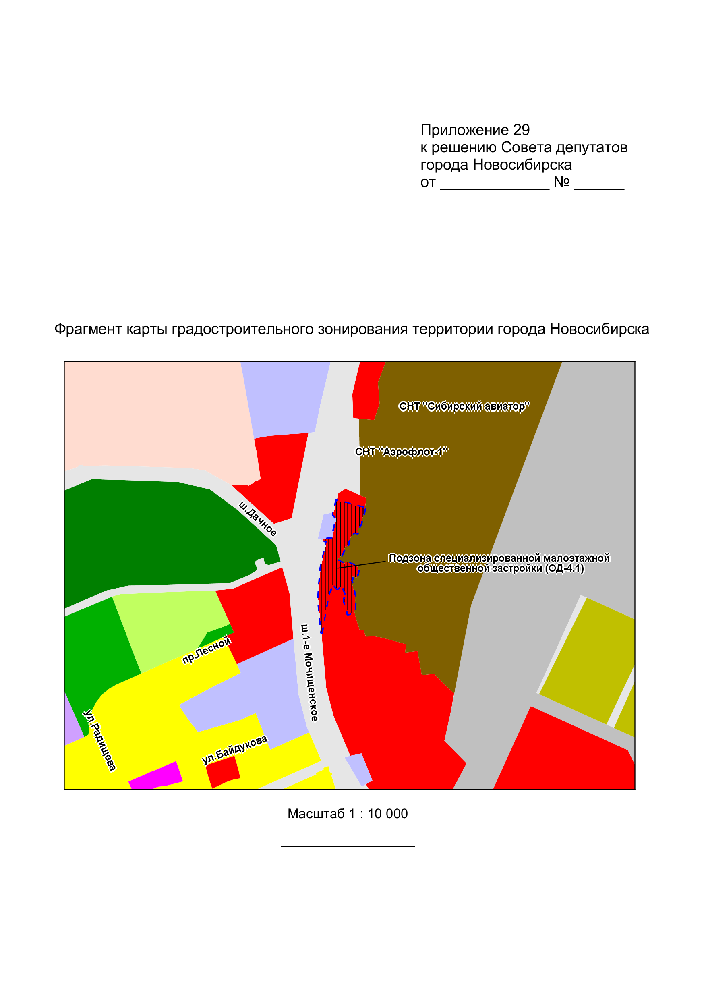 Приложение 29
к решению Совета депутатов
города Новосибирска
от _____________ № ______
Фрагмент карты градостроительного зонирования территории города Новосибирска
СНТ "Сибирский авиатор"
СНТ "Аэрофлот-1"
ш.Дачное
Подзона специализированной малоэтажной
общественной застройки (ОД-4.1)
ш.1-е Мочищенское
пр.Лесной
ул.Радищева
ул.Байдукова
Масштаб 1 : 10 000